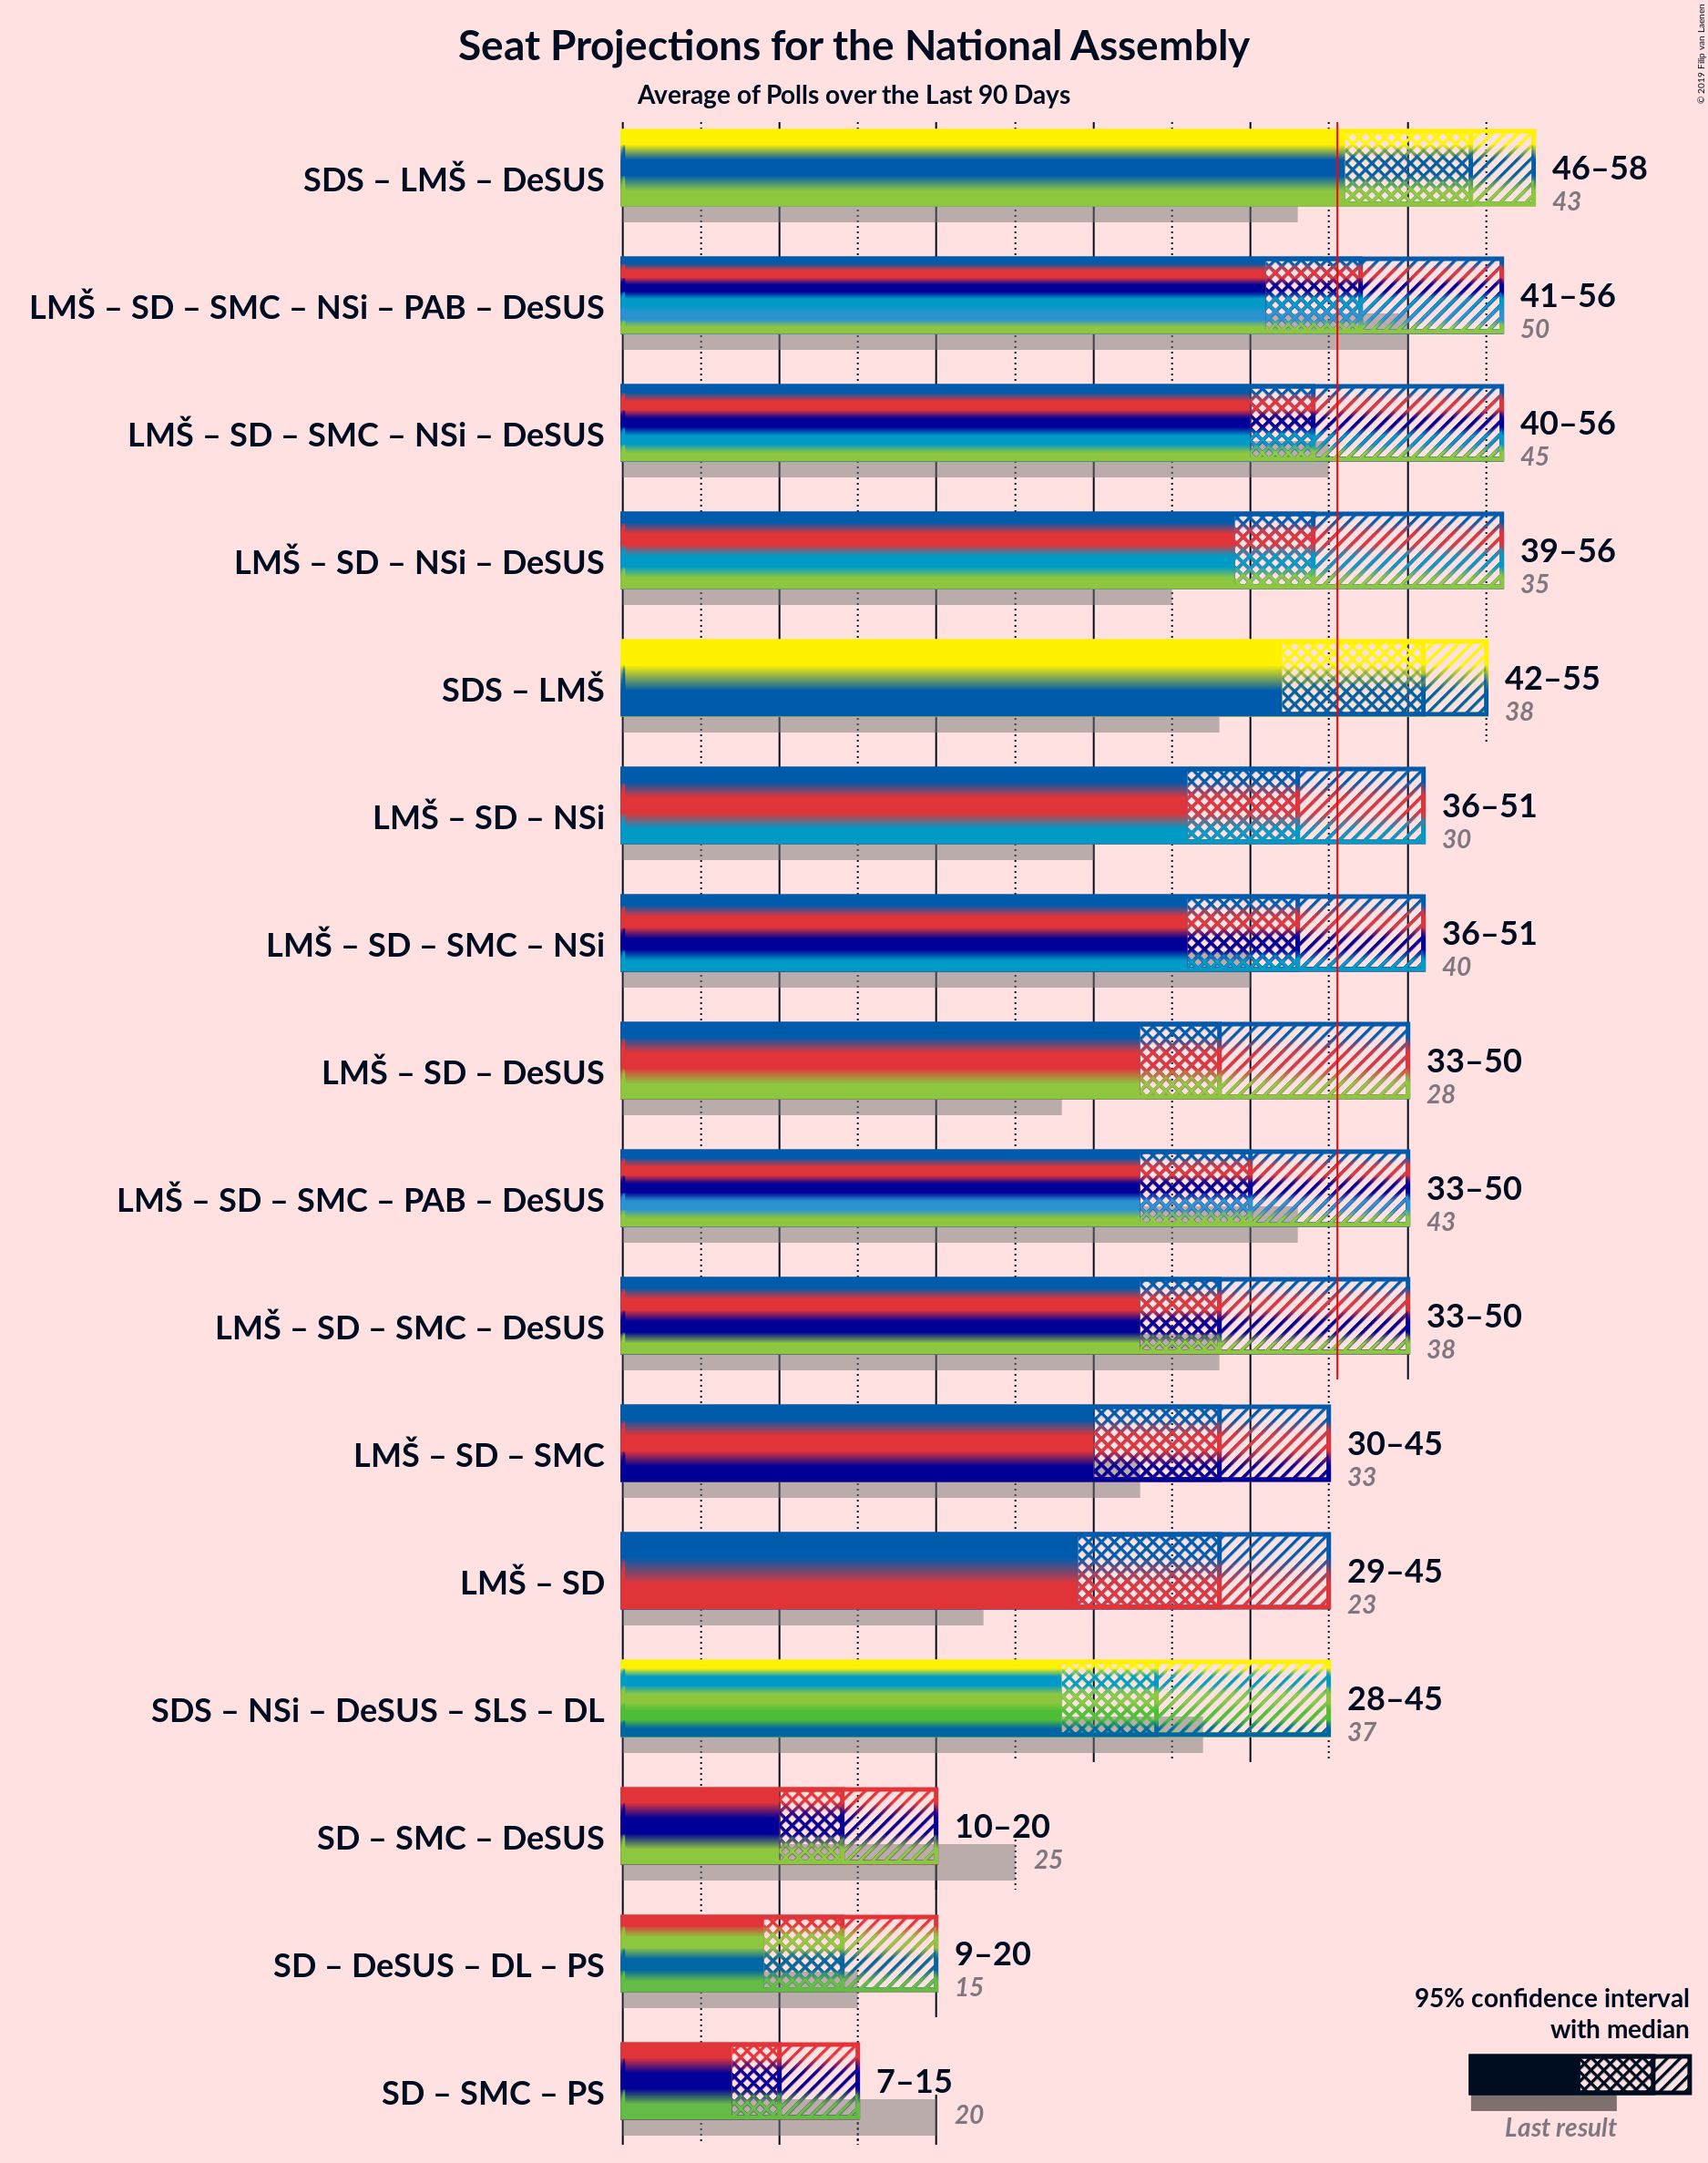 Seat Projections for the National Assembly
Average of Polls over the Last 90 Days
© 2019 Filip van Laenen
SDS – LMŠ – DeSUS
46–58
43
LMŠ – SD – SMC – NSi – PAB – DeSUS
41–56
50
LMŠ – SD – SMC – NSi – DeSUS
40–56
45
LMŠ – SD – NSi – DeSUS
39–56
35
SDS – LMŠ
42–55
38
LMŠ – SD – NSi
36–51
30
LMŠ – SD – SMC – NSi
36–51
40
LMŠ – SD – DeSUS
33–50
28
LMŠ – SD – SMC – PAB – DeSUS
33–50
43
LMŠ – SD – SMC – DeSUS
33–50
38
LMŠ – SD – SMC
30–45
33
LMŠ – SD
29–45
23
SDS – NSi – DeSUS – SLS – DL
28–45
37
SD – SMC – DeSUS
10–20
25
SD – DeSUS – DL – PS
9–20
15
SD – SMC – PS
7–15
20
95% confidence interval
with median
Last result